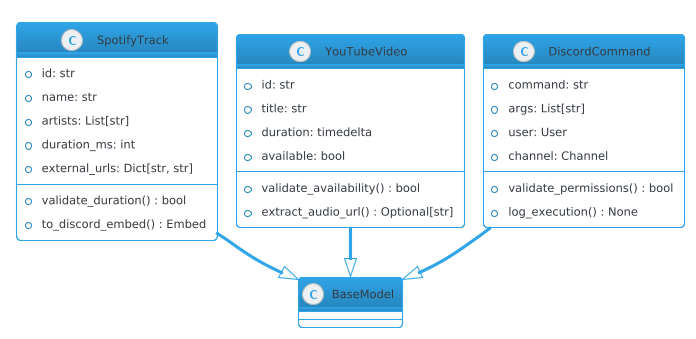 C SpotifyTrack
id: str
name: str
artists: List[str]
duration_ms: int
external_urls: Dict[str, str]
validate_duration() : bool
to_discord_embed() : Embed
C YouTubeVideo
id: str
title: str
duration: timedelta
available: bool
validate_availability() : bool
extract_audio_url() : Optional[str]
C DiscordCommand
command: str
args: List[str]
user: User
channel: Channel
validate_permissions() : bool
log_execution() : None
C BaseModel